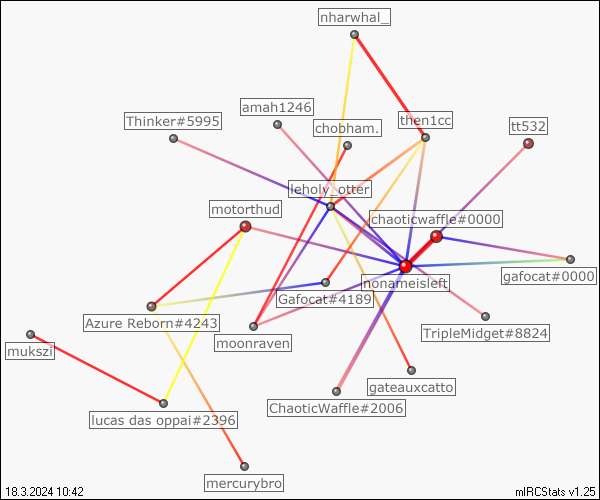 nharwhal_
amah1246
Thinker#5995
chobham.
then1cc
tt532
leholy_otter
motorthud
chaoticwaffle#0000
nonameisleft
gafocat#0000
Gafocat#4189
Azure Reborn#4243
TripleMidget#8824
moonraven
mukszi
gateauxcatto
ChaoticWaffle#2006
lucas das oppai#2396
mercurybro
18.3.2024 10:42
mIRCStats v1.25